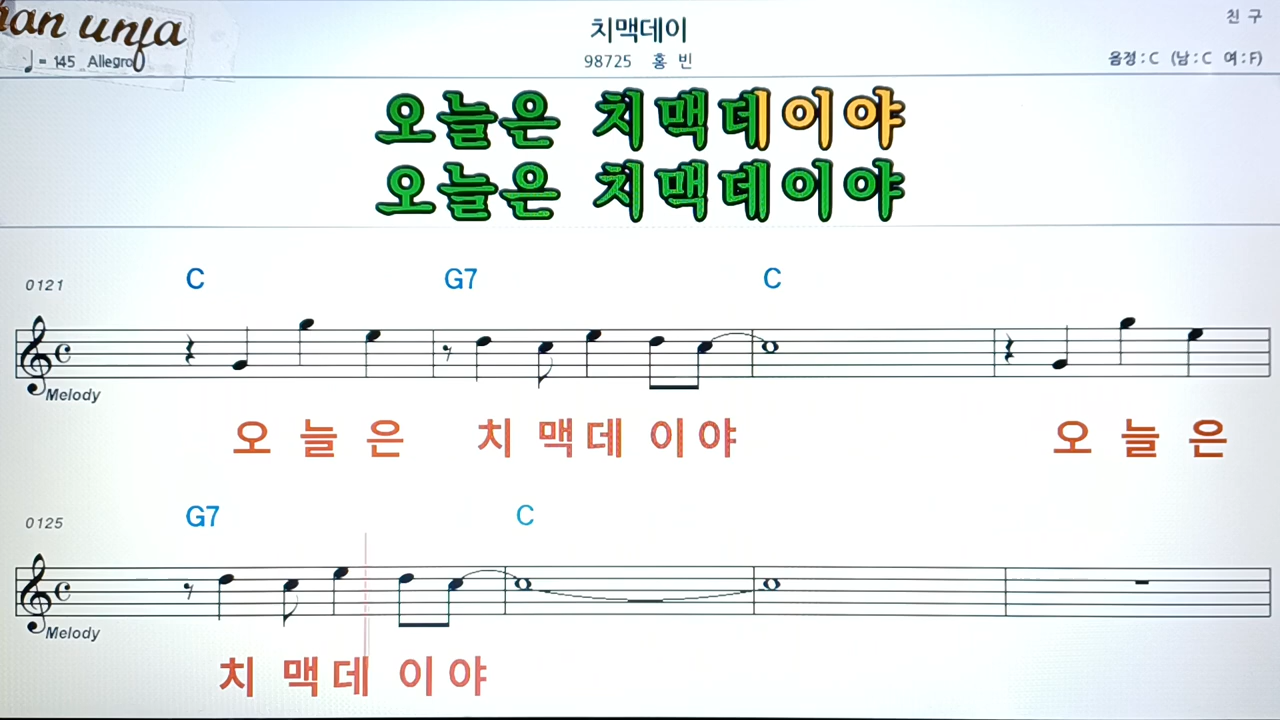 han unfa
♩ = 145 Allegro
치맥데이
98725 홍 빈
친 구
음정 : C (남 : C 여 : F)
오늘은 치맥데이야
오늘은 치맥데이야
0121
C G7 C
Melody
오 늘 은 치 맥 데 이 야 오 늘 은
0125
G7 C
Melody
치 맥 데 이 야